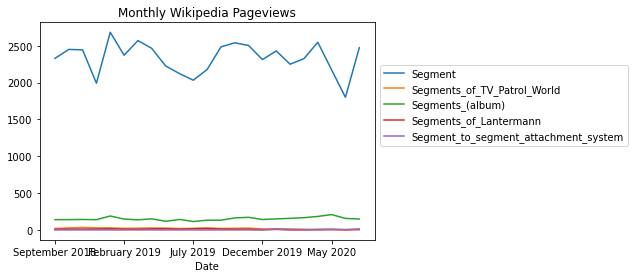 Monthly Wikipedia Pageviews
2500
2000
1500
1000
500
0
September 2018 February 2019 July 2019 December 2019 May 2020
Date
Segment
Segments_of_TV_Patrol_World
Segments_(album)
Segments_of_Lantermann
Segment_to_segment_attachment_system